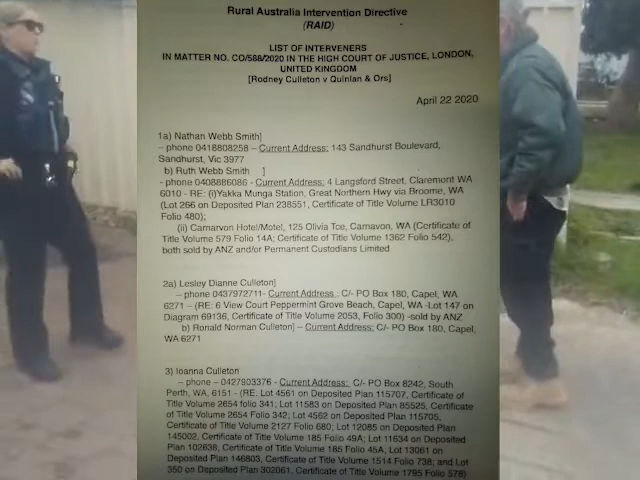 Rural Australia Intervention Directive
(RAID)
LIST OF INTERVENERS
IN MATTER NO. CO/588/2020 IN THE HIGH COURT OF JUSTICE, LONDON,
UNITED KINGDOM
[Rodney Culleton v Quinlan & Ors]
April 22 2020
1a) Nathan Webb Smith]
– phone 0418808258 – Current Address: 143 Sandhurst Boulevard,
Sandhurst, Vic 3977
b) Ruth Webb Smith ]
- phone 0408886086 - Current Address: 4 Langsford Street, Claremont WA
6010 - RE: (i)Yakka Munga Station, Great Northern Hwy via Broome, WA
(Lot 266 on Deposited Plan 238551, Certificate of Title Volume LR3010
Folio 480);
(ii) Carnarvon Hotel/Motel, 125 Olivia Tce, Carnavon, WA (Certificate of
Title Volume 579 Folio 14A; Certificate of Title Volume 1362 Folio 542),
both sold by ANZ and/or Permanent Custodians Limited
2a) Lesley Dianne Culleton]
– phone 0437972711- Current Address . C/- PO Box 180, Capel, WA
6271 – (RE: 6 View Court Peppermint Grove Beach, Capel, WA -Lot 147 on
Diagram 69136, Certificate of Title Volume 2053, Folio 300) -sold by ANZ
b) Ronald Norman Culleton] – Current Address: C/- PO Box 180, Capel,
WA 6271
3) Ioanna Culleton
– phone – 0427903376 - Current Address: C/- PO Box 8242, South
Perth, WA, 6151 - (RE: Lot 4561 on Deposited Plan 115707, Certificate of
Title Volume 2654 folio 341; Lot 11583 on Deposited Plan 85525, Certificate
of Title Volume 2654 Folio 342; Lot 4562 on Deposited Plan 115705,
Certificate of Title Volume 2127 Folio 680; Lot 12085 on Deposited Plan
145002, Certificate of Title Volume 185 Folio 49A; Lot 11634 on Deposited
Plan 102638, Certificate of Title Volume 185 Folio 45A, Lot 13061 on
Deposited Plan 146803, Certificate of Title Volume 1514 Folio 738; and Lot
350 on Deposited Plan 302061, Certificate of Title Volume 1795 Folio 578)